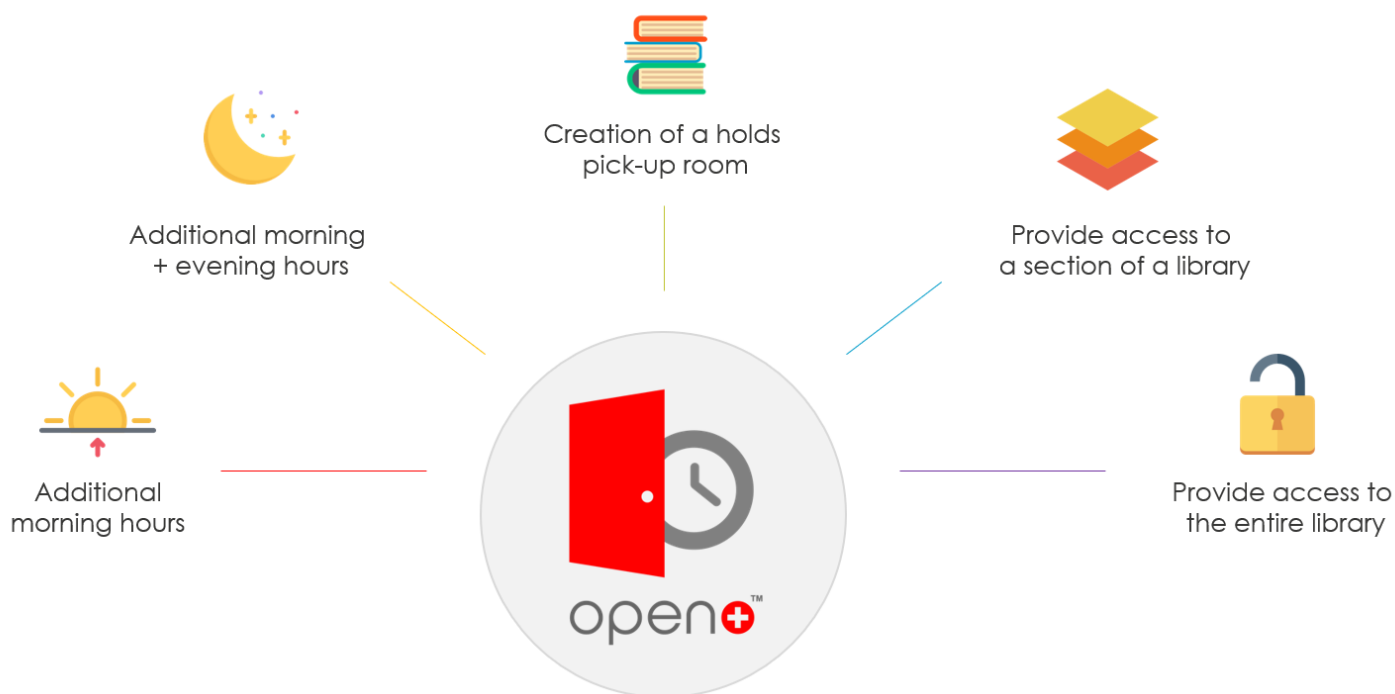 Creation of a holds
pick-up room
Additional morning
+ evening hours
Provide access to
a section of a library
Additional
morning hours
Provide access to
the entire library
open+™